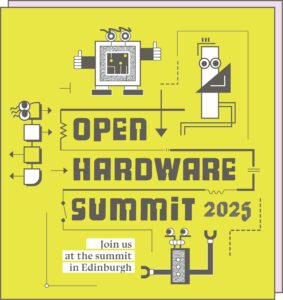 OPEN
HARDWARE
SUMMIT 2025
Join us
at the summit
in Edinburgh